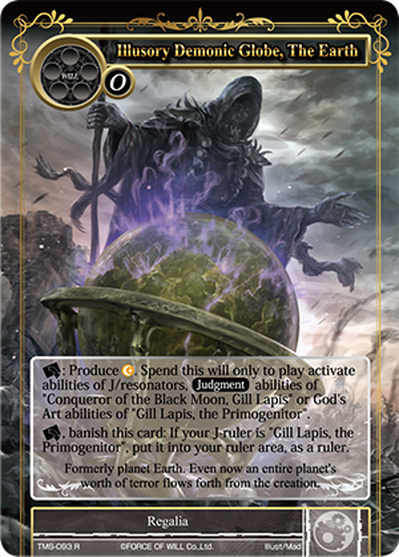 Illusory Demonic Globe, The Earth
WILL
0
: Produce . Spend this will only to play activate
abilities of J/resonators, Judgment abilities of
"Conqueror of the Black Moon, Gill Lapis" or God's
Art abilities of "Gill Lapis, the Primogenitor".
, banish this card: If your J-ruler is "Gill Lapis, the
Primogenitor", put it into your ruler area, as a ruler.
Formerly planet Earth. Even now an entire planet's
worth of terror flows forth from the creation.
Regalia
TMS-093 R
©FORCE OF WILL Co.,Ltd.
Illust/Mad